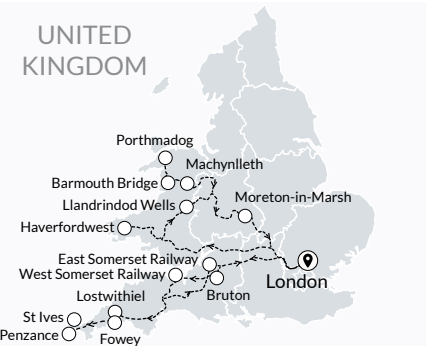 UNITED
KINGDOM
Porthmadog
Machynlleth
Barmouth Bridge
Llandrindod Wells
Moreton-in-Marsh
Haverfordwest
East Somerset Railway
West Somerset Railway
London
Lostwithiel
Bruton
St Ives
Penzance
Fowey